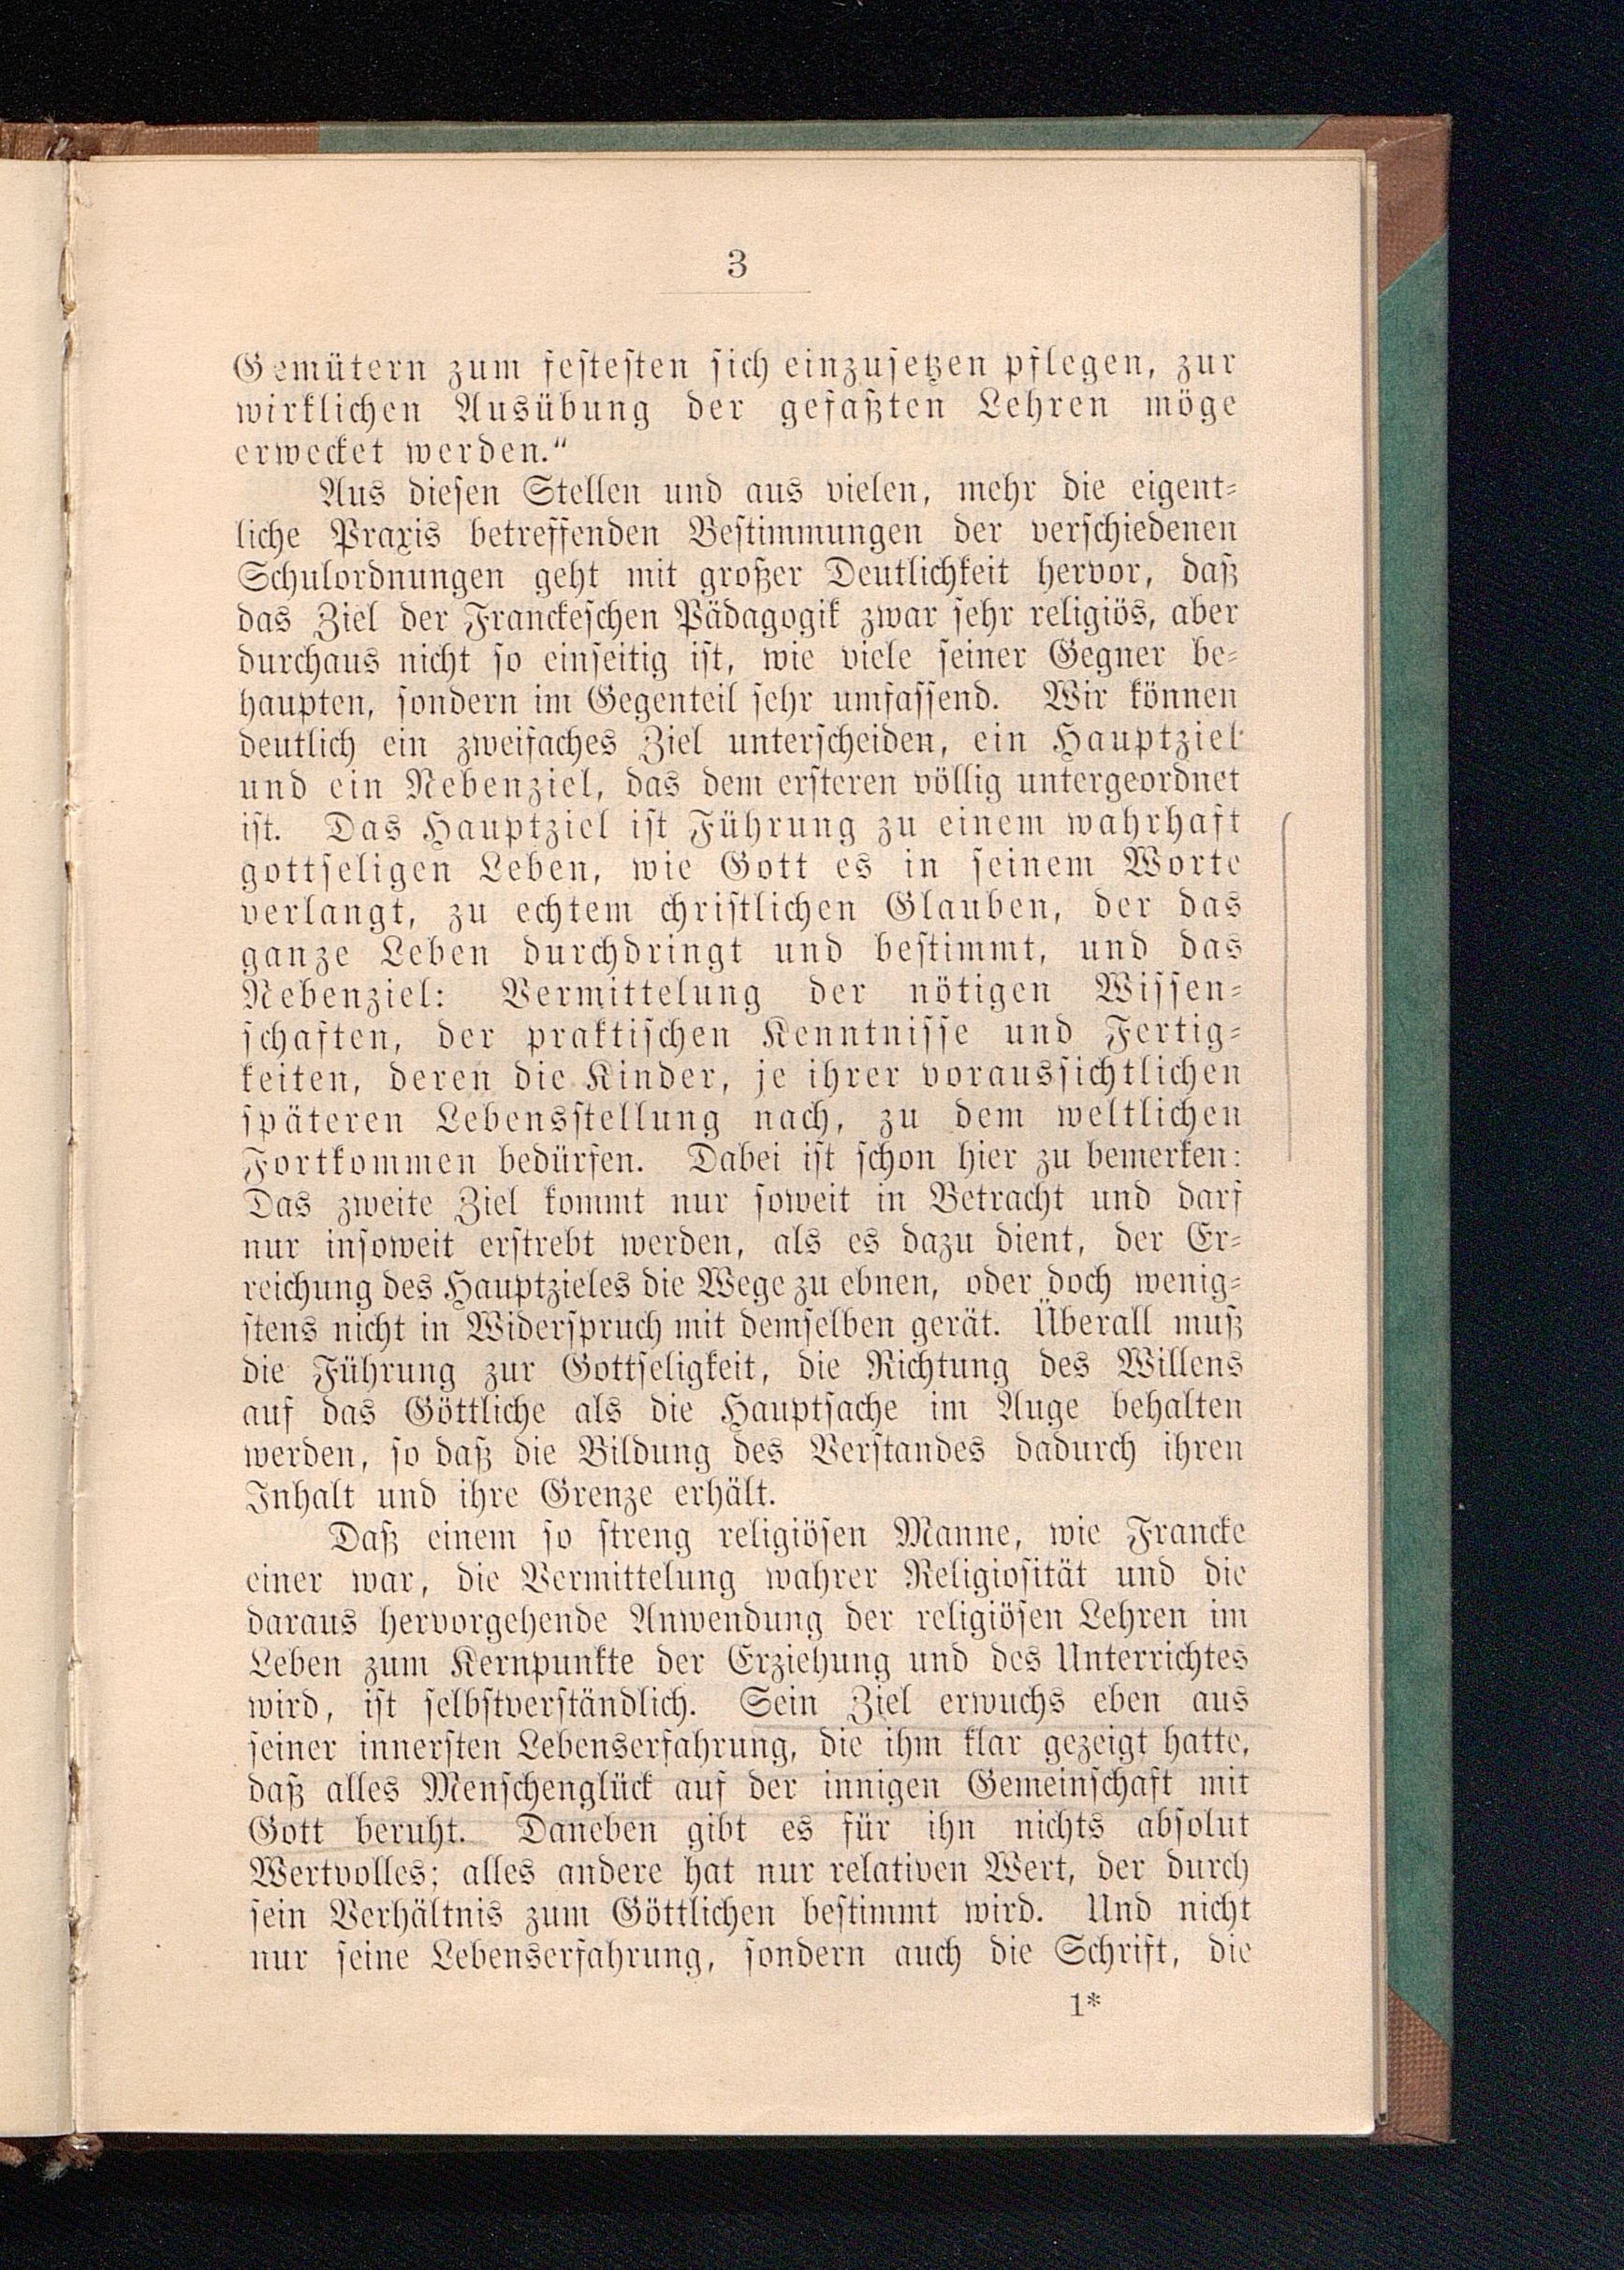 3
Gemütern zum festesten sich einzusetzen pflegen, zur
wirklichen Ausübung der gefaßten Lehren möge
erwecket werden.“
Aus diesen Stellen und aus vielen, mehr die eigent-
liche Praxis betreffenden Bestimmungen der verschiedenen
Schulordnungen geht mit großer Deutlichkeit hervor, daß
das Ziel der Franckeschen Pädagogik zwar sehr religiös, aber
durchaus nicht so einseitig ist, wie viele seiner Gegner be-
haupten, sondern im Gegenteil sehr umfassend. Wir können
deutlich ein zweifaches Ziel unterscheiden, ein Hauptziel
und ein Nebenziel, das dem ersteren völlig untergeordnet
ist. Das Hauptziel ist Führung zu einem wahrhaft
gottseligen Leben, wie Gott es in seinem Worte
verlangt, zu echtem christlichen Glauben, der das
ganze Leben durchdringt und bestimmt, und das
Nebenziel: Vermittelung der nötigen Wissen-
schaften, der praktischen Kenntnisse und Fertig-
keiten, deren die Kinder, je ihrer voraussichtlichen
späteren Lebensstellung nach, zu dem weltlichen
Fortkommen bedürfen. Dabei ist schon hier zu bemerken:
Das zweite Ziel kommt nur soweit in Betracht und darf
nur insoweit erstrebt werden, als es dazu dient, der Er-
reichung des Hauptzieles die Wege zu ebnen, oder doch wenig-
stens nicht in Widerspruch mit demselben gerät. Überall muß
die Führung zur Gottseligkeit, die Richtung des Willens
auf das Göttliche als die Hauptsache im Auge behalten
werden, so daß die Bildung des Verstandes dadurch ihren
Inhalt und ihre Grenze erhält.
Daß einem so streng religiösen Manne, wie Francke
einer war, die Vermittelung wahrer Religiosität und die
daraus hervorgehende Anwendung der religiösen Lehren im
Leben zum Kernpunkte der Erziehung und des Unterrichtes
wird, ist selbstverständlich. Sein Ziel erwuchs eben aus
seiner innersten Lebenserfahrung, die ihm klar gezeigt hatte,
daß alles Menschenglück auf der innigen Gemeinschaft mit
Gott beruht. Daneben gibt es für ihn nichts absolut
Wertvolles; alles andere hat nur relativen Wert, der durch
sein Verhältnis zum Göttlichen bestimmt wird. Und nicht
nur seine Lebenserfahrung, sondern auch die Schrift, die
1*